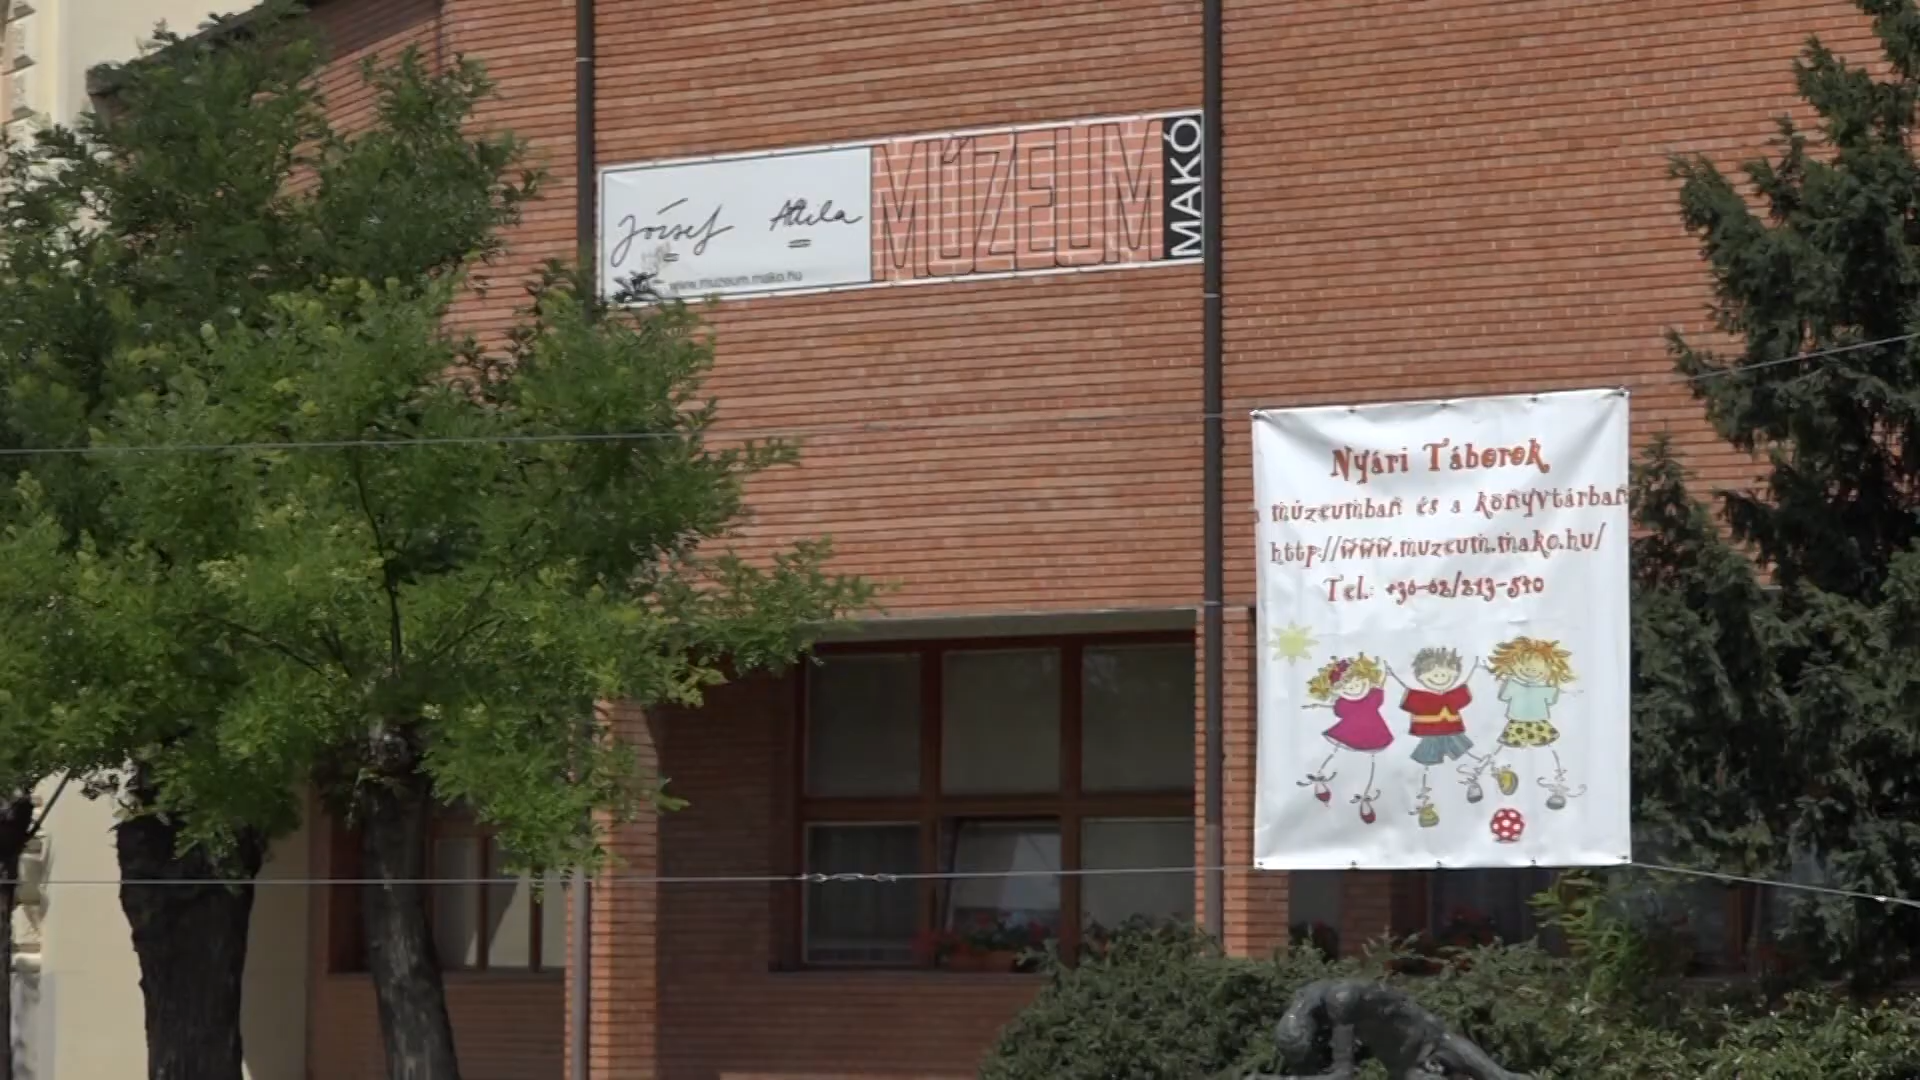 József Attila
www.muzeum.mako.hu
MÚZEUM
MAKÓ
Nyári Táborok
a múzeumban és a könyvtárban
http://www.muzeum.mako.hu/
Tel.: +36-62/213-540